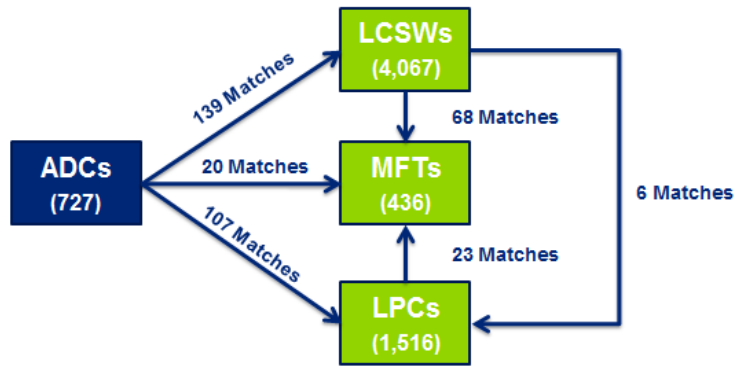 LCSWs
(4,067)
139 Matches
68 Matches
ADCs
(727)
20 Matches
MFTs
(436)
6 Matches
107 Matches
23 Matches
LPCs
(1,516)